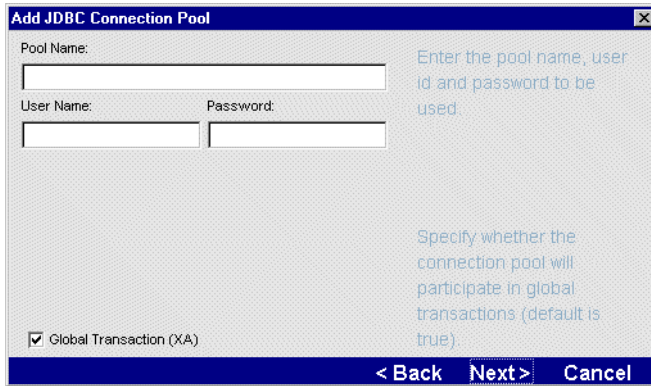 Add JDBC Connection Pool
Pool Name:
Enter the pool name, user
id and password to be
used.
User Name: Password:
Specify whether the
connection pool will
participate in global
transactions (default is
true).
Global Transaction (XA)
< Back Next > Cancel